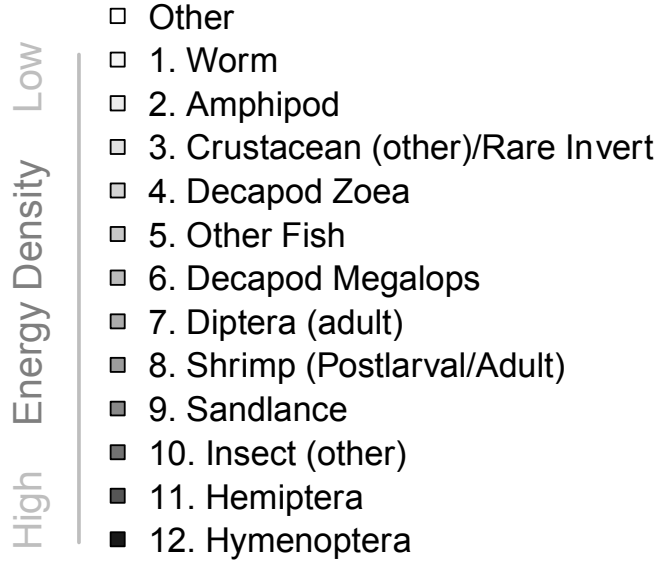 Other
1. Worm
2. Amphipod
3. Crustacean (other)/Rare Invert
4. Decapod Zoea
5. Other Fish
6. Decapod Megalops
7. Diptera (adult)
8. Shrimp (Postlarval/Adult)
9. Sandlance
10. Insect (other)
11. Hemiptera
12. Hymenoptera
High Energy Density Low